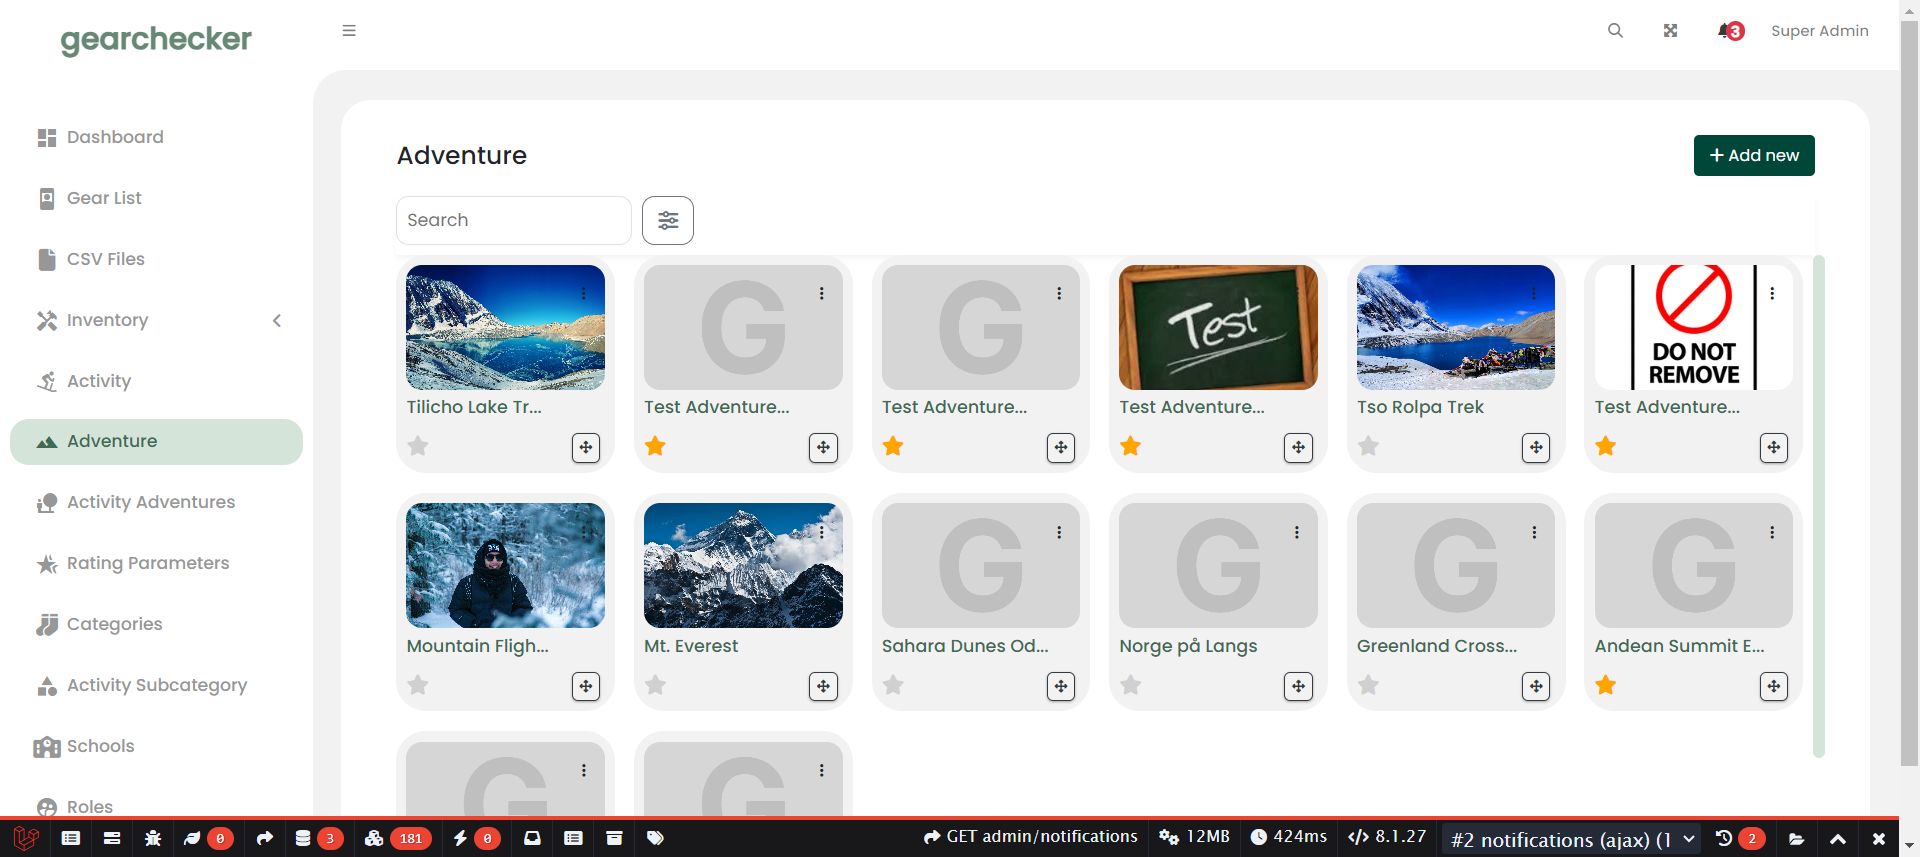 gearchecker
3
Super Admin
Dashboard
Gear List
CSV Files
Inventory
Activity
Adventure
Activity Adventures
Rating Parameters
Categories
Activity Subcategory
Schools
Roles
Adventure
+ Add new
Search
G
G
Test
DO NOT
REMOVE
Tilicho Lake Tr...
Test Adventure...
Test Adventure...
Test Adventure...
Tso Rolpa Trek
Test Adventure...
G
G
G
G
Mountain Fligh...
Mt. Everest
Sahara Dunes Od...
Norge på Langs
Greenland Cross...
Andean Summit E...
G
G
0
3
181
0
GET admin/notifications
12MB
424ms
8.1.27
#2 notifications (ajax) (1
2